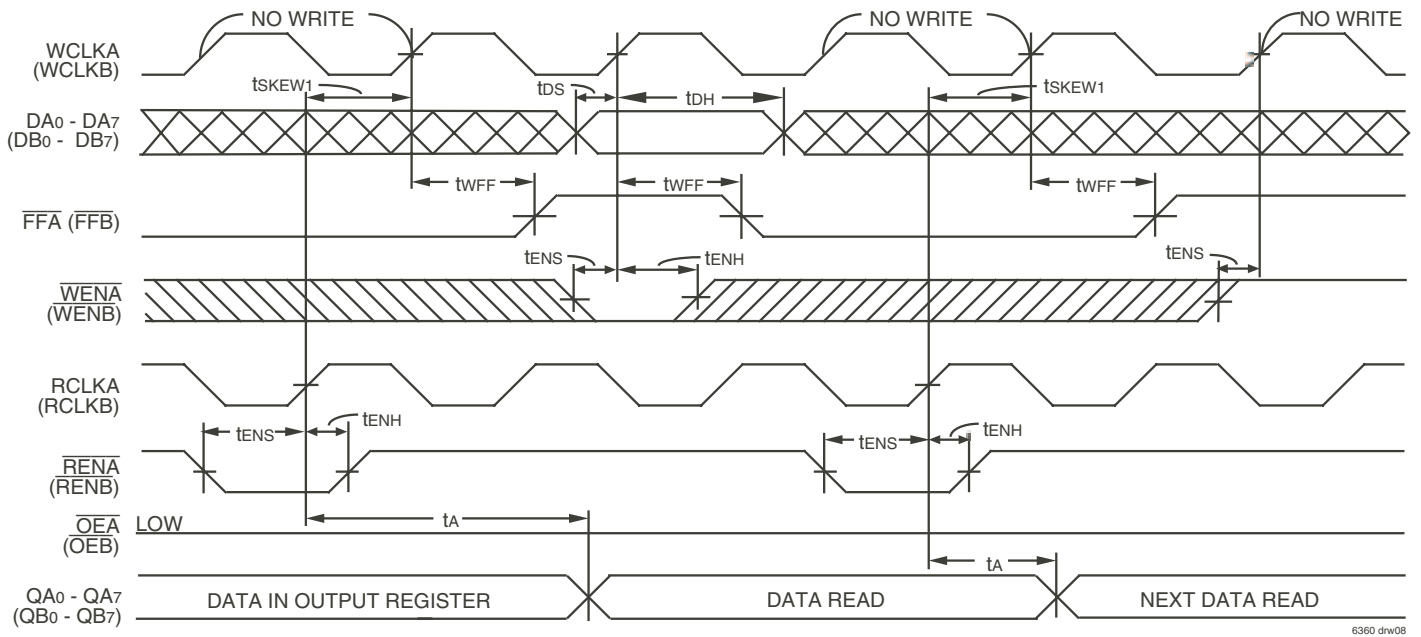 NO WRITE NO WRITE NO WRITE
WCLKA
(WCLKB)
tSKEW1 tDS tDH tSKEW1
DA0 - DA7
(DB0 - DB7)
tWFF tWFF tWFF
FFA (FFB)
tENS tENH tENS
WENA
(WENB)
RCLKA
(RCLKB)
tENS tENH tENS tENH
RENA
(RENB)
OEA LOW tA
(OEB)
tA
QA0 - QA7
(QB0 - QB7)
DATA IN OUTPUT REGISTER DATA READ NEXT DATA READ
6360 drw08